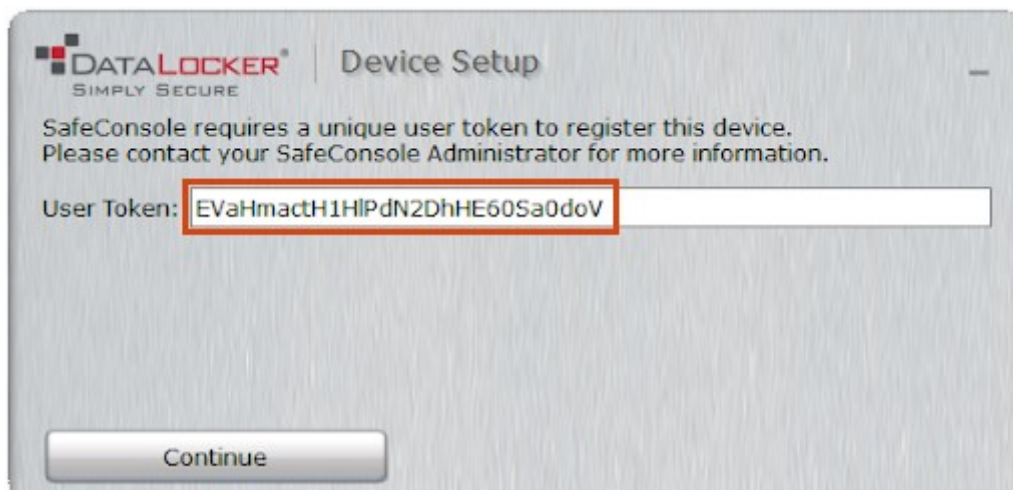 DATALOCKER®
SIMPLY SECURE
Device Setup
SafeConsole requires a unique user token to register this device.
Please contact your SafeConsole Administrator for more information.
User Token: EVaHmactH1HlPdN2DhHE60Sa0doV
Continue